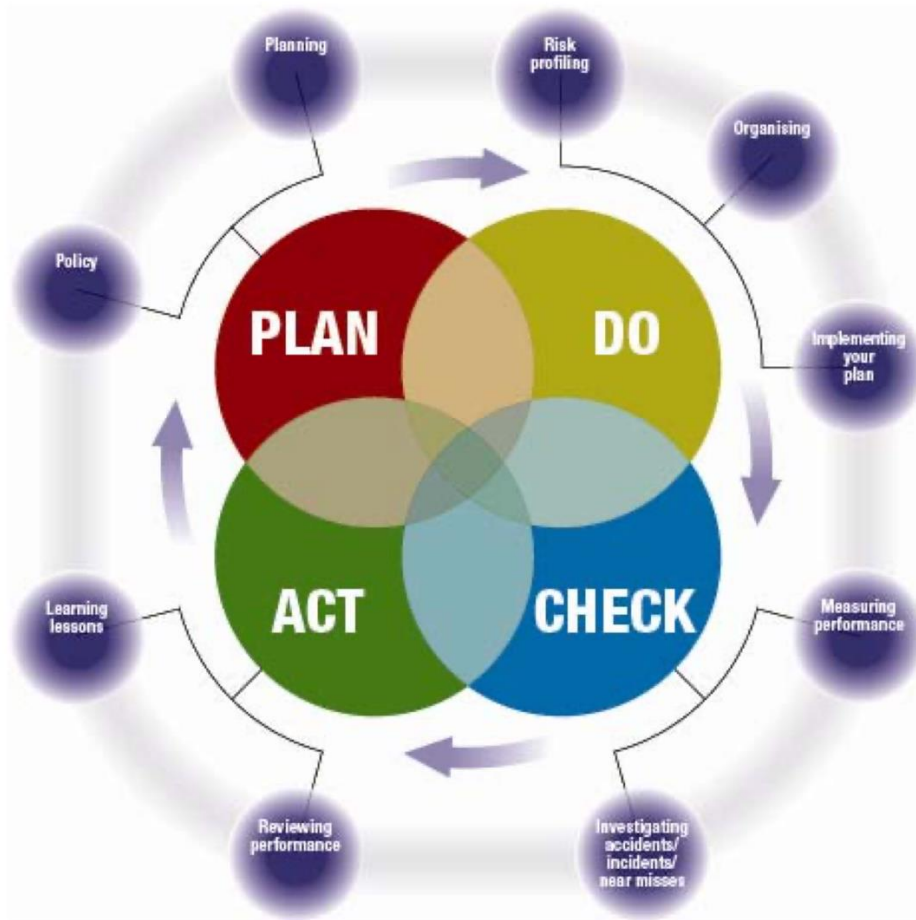 Planning
Risk
profiling
Organising
Policy
PLAN
DO
Implementing
your
plan
ACT
CHECK
Learning
lessons
Measuring
performance
Reviewing
performance
Investigating
accidents/
incidents/
near misses